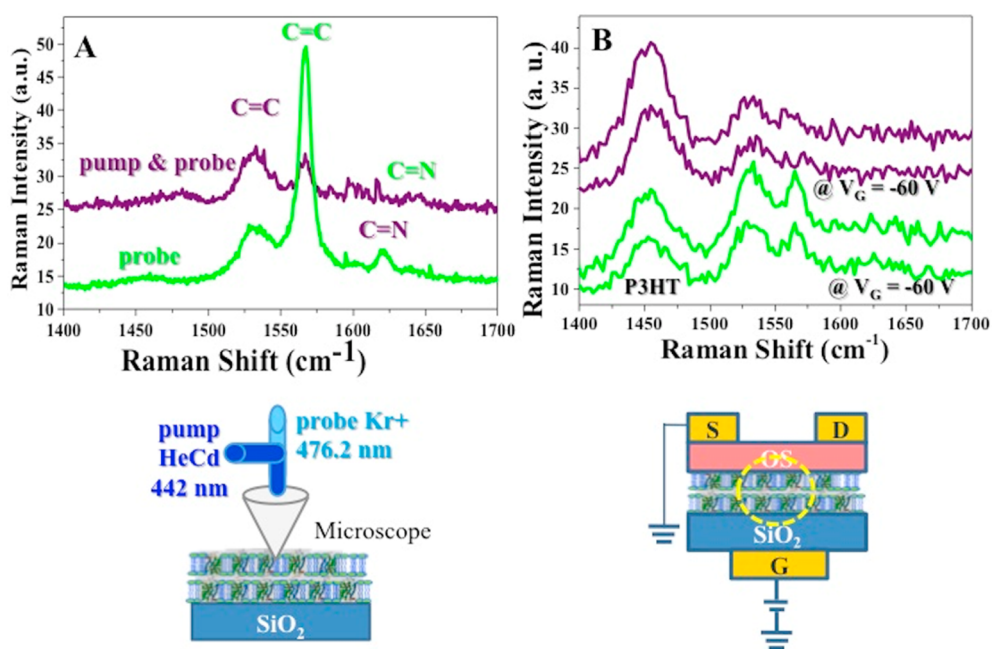 A
C=C
C=C
pump & probe
C=N
C=N
probe
Raman Intensity (a.u.)
50
45
40
35
30
25
20
15
10
1400
1450
1500
1550
1600
1650
1700
Raman Shift (cm-1)
B
Raman Intensity (a. u.)
40
35
30
25
20
15
10
@ VG = -60 V
P3HT
@ VG = -60 V
1400
1450
1500
1550
1600
1650
1700
Raman Shift (cm-1)
pump
HeCd
442 nm
probe Kr+
476.2 nm
Microscope
SiO2
S
D
OS
SiO2
G